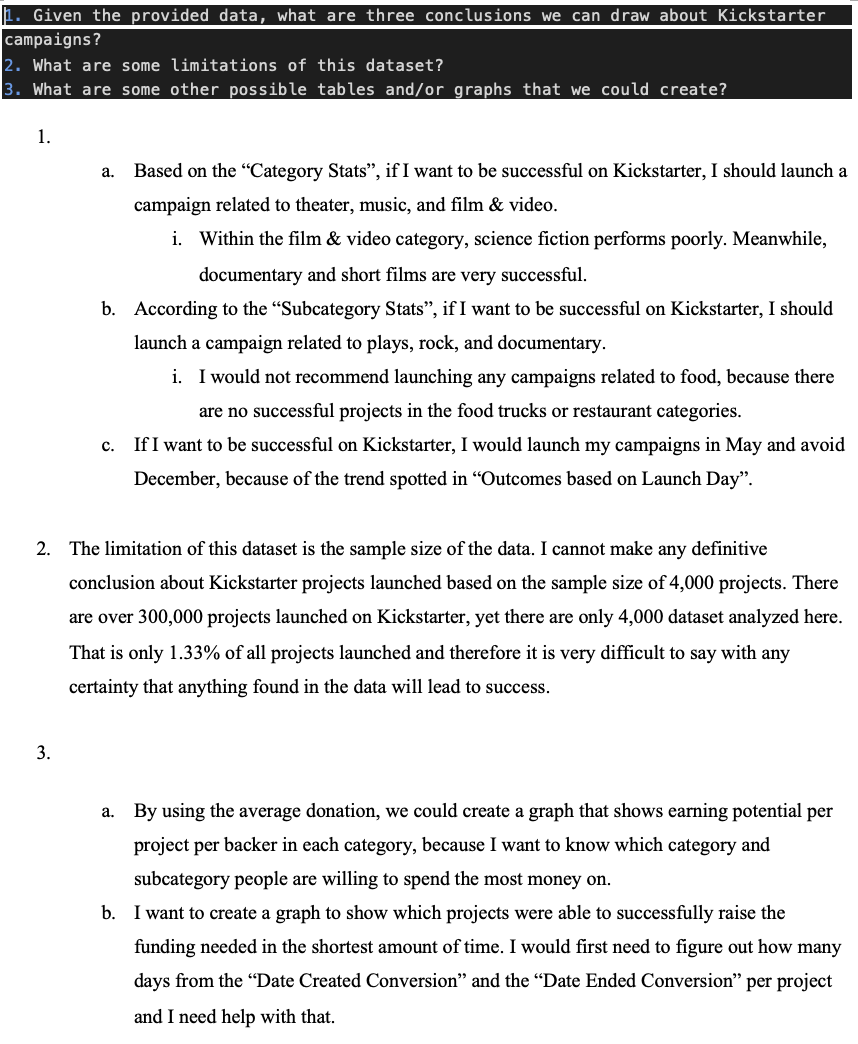 1. Given the provided data, what are three conclusions we can draw about Kickstarter
campaigns?
2. What are some limitations of this dataset?
3. What are some other possible tables and/or graphs that we could create?
1.
a. Based on the “Category Stats”, if I want to be successful on Kickstarter, I should launch a
campaign related to theater, music, and film & video.
i. Within the film & video category, science fiction performs poorly. Meanwhile,
documentary and short films are very successful.
b. According to the “Subcategory Stats”, if I want to be successful on Kickstarter, I should
launch a campaign related to plays, rock, and documentary.
i. I would not recommend launching any campaigns related to food, because there
are no successful projects in the food trucks or restaurant categories.
c. If I want to be successful on Kickstarter, I would launch my campaigns in May and avoid
December, because of the trend spotted in “Outcomes based on Launch Day”.
2. The limitation of this dataset is the sample size of the data. I cannot make any definitive
conclusion about Kickstarter projects launched based on the sample size of 4,000 projects. There
are over 300,000 projects launched on Kickstarter, yet there are only 4,000 dataset analyzed here.
That is only 1.33% of all projects launched and therefore it is very difficult to say with any
certainty that anything found in the data will lead to success.
3.
a. By using the average donation, we could create a graph that shows earning potential per
project per backer in each category, because I want to know which category and
subcategory people are willing to spend the most money on.
b. I want to create a graph to show which projects were able to successfully raise the
funding needed in the shortest amount of time. I would first need to figure out how many
days from the “Date Created Conversion” and the “Date Ended Conversion” per project
and I need help with that.